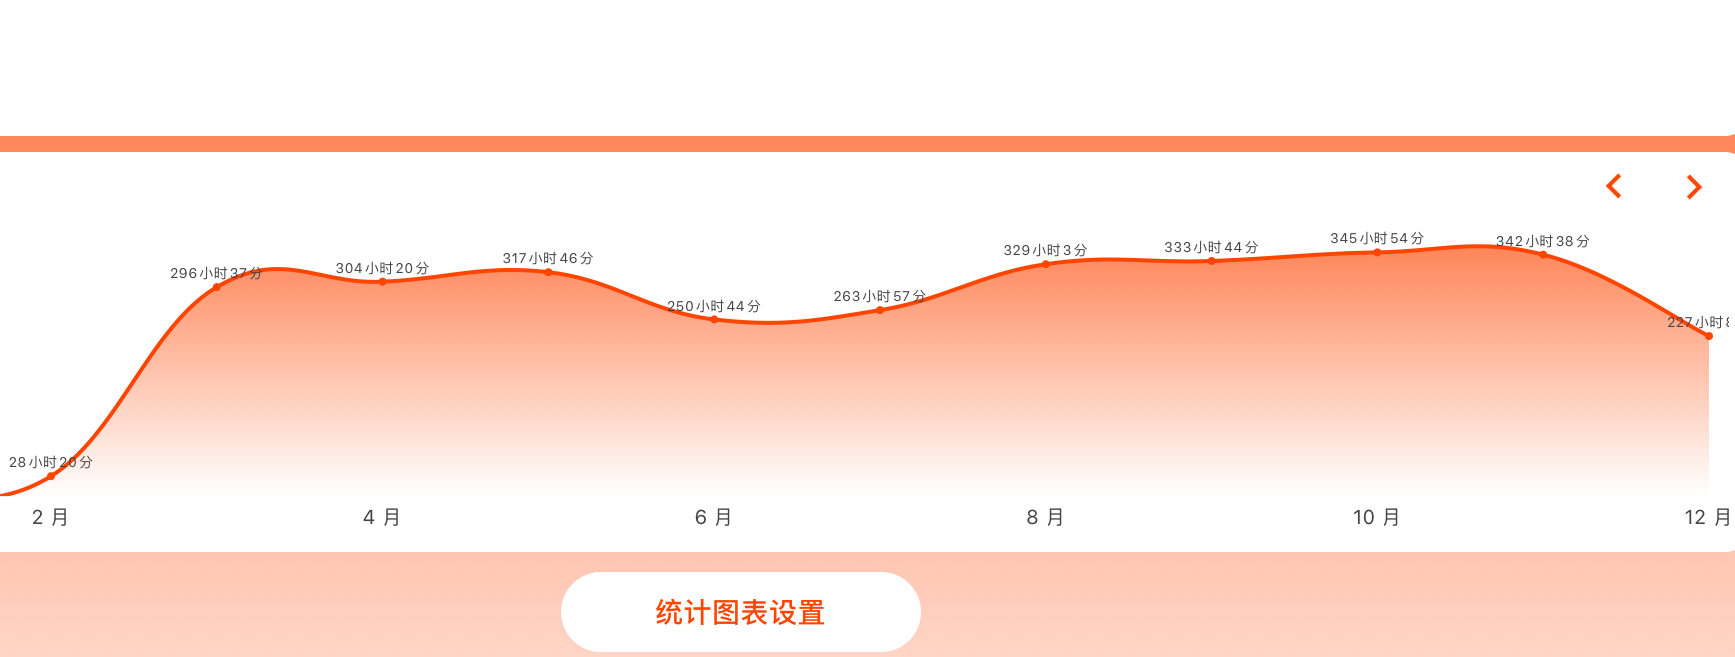 296小时37分
304小时20分
317小时46分
250小时44分
263小时57分
329小时3分
333小时44分
345小时54分
342小时38分
227小时
28小时20分
2 月
4 月
6 月
8 月
10 月
12 月
统计图表设置